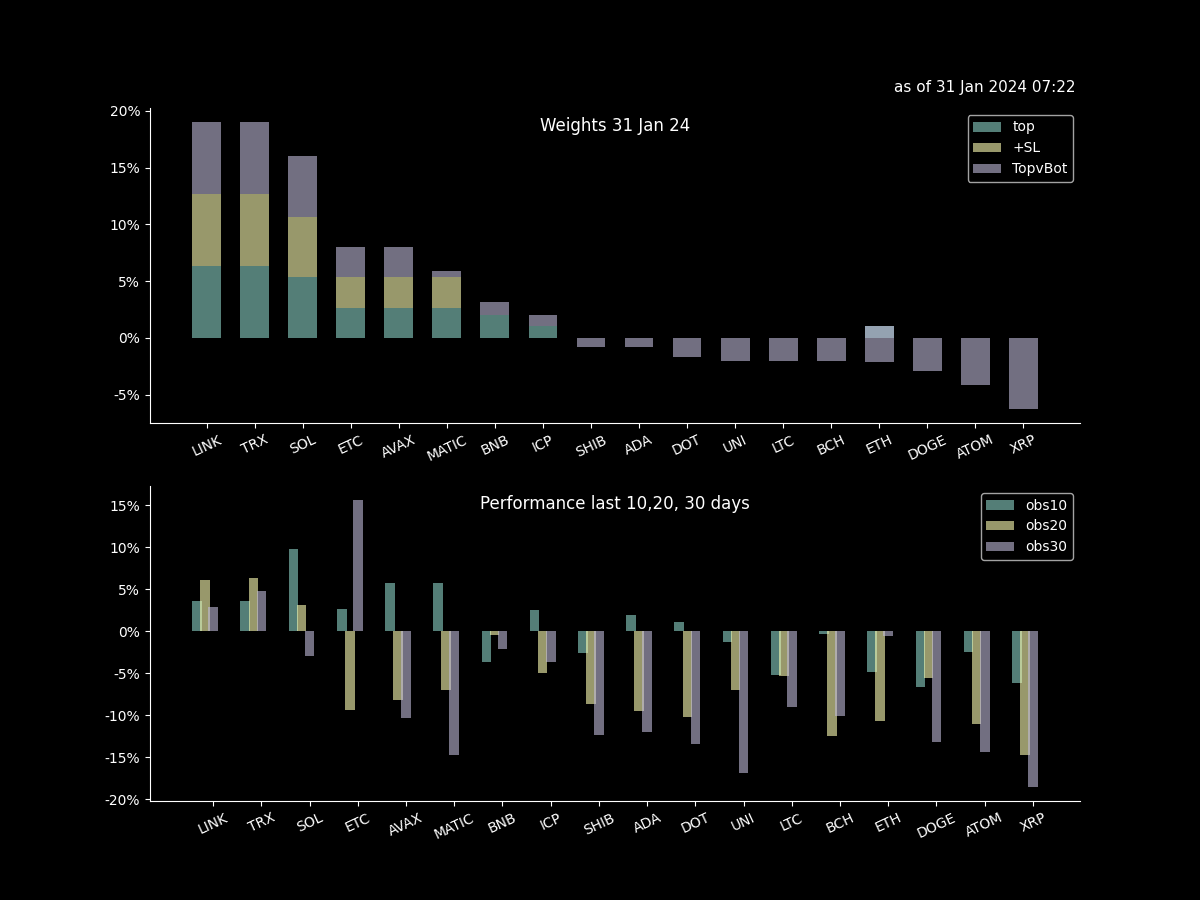 as of 31 Jan 2024 07:22
Weights 31 Jan 24
top
+SL
TopvBot
20%
15%
10%
5%
0%
-5%
LINK TRX SOL ETC AVAX MATIC BNB ICP SHIB ADA DOT UNI LTC BCH ETH DOGE ATOM XRP
Performance last 10,20, 30 days
obs10
obs20
obs30
15%
10%
5%
0%
-5%
-10%
-15%
-20%
LINK TRX SOL ETC AVAX MATIC BNB ICP SHIB ADA DOT UNI LTC BCH ETH DOGE ATOM XRP